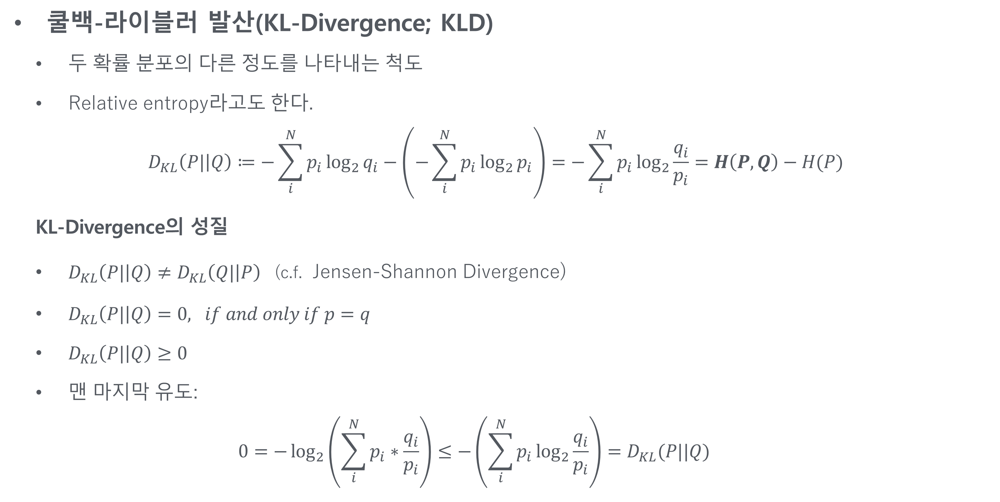 • 쿨백-라이블러 발산(KL-Divergence; KLD)
• 두 확률 분포의 다른 정도를 나타내는 척도
• Relative entropy라고도 한다.
$D_{KL}(P||Q) := -\sum_{i}^{N} p_i \log_2 q_i - \left(-\sum_{i}^{N} p_i \log_2 p_i\right) = -\sum_{i}^{N} p_i \log_2 \frac{q_i}{p_i} = \boldsymbol{H}(\boldsymbol{P}, \boldsymbol{Q}) - H(P)$
KL-Divergence의 성질
• $D_{KL}(P||Q) \neq D_{KL}(Q||P)$ (c.f. Jensen-Shannon Divergence)
• $D_{KL}(P||Q) = 0,$ if and only if $p = q$
• $D_{KL}(P||Q) \geq 0$
• 맨 마지막 유도:
$0 = -\log_2 \left(\sum_{i}^{N} p_i * \frac{q_i}{p_i}\right) \leq -\left(\sum_{i}^{N} p_i \log_2 \frac{q_i}{p_i}\right) = D_{KL}(P||Q)$